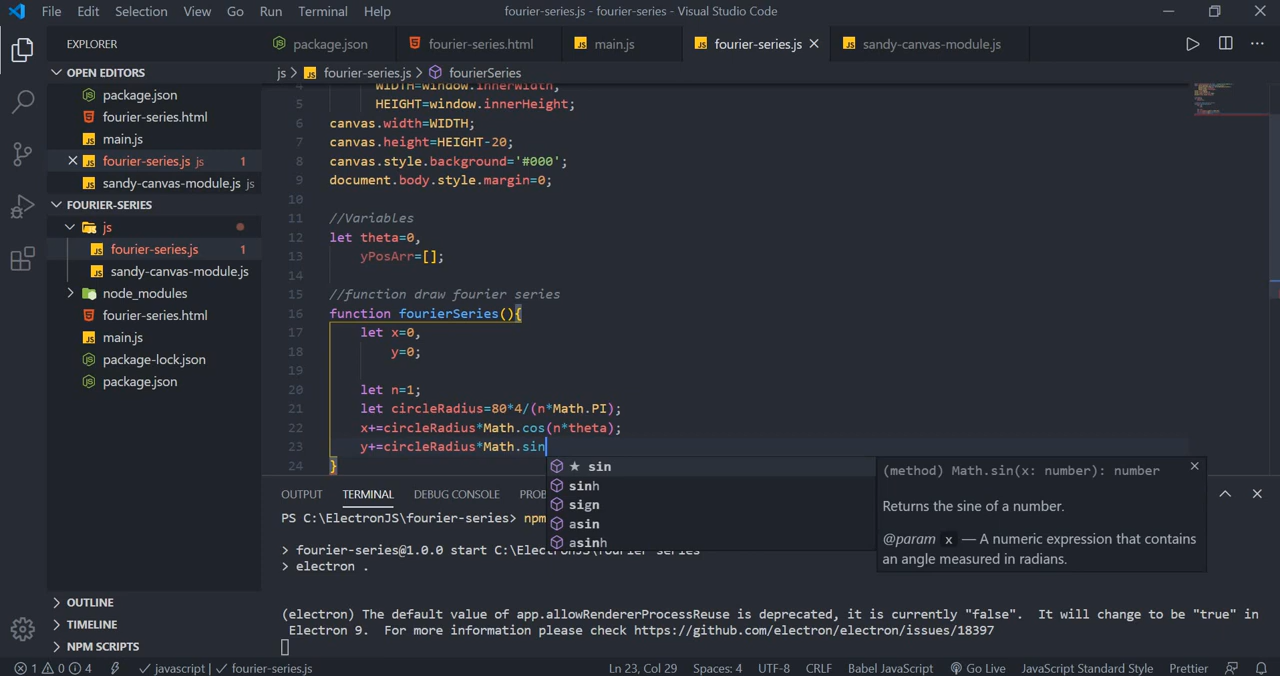 File Edit Selection View Go Run Terminal Help fourier-series.js - fourier-series - Visual Studio Code
EXPLORER
package.json fourier-series.html main.js fourier-series.js sandy-canvas-module.js
OPEN EDITORS
package.json
fourier-series.html
main.js
fourier-series.js js 1
sandy-canvas-module.js js
FOURIER-SERIES
js
fourier-series.js 1
sandy-canvas-module.js
node_modules
fourier-series.html
main.js
package-lock.json
package.json
OUTLINE
TIMELINE
NPM SCRIPTS
js > fourier-series.js > fourierSeries
4 WIDTH=window.innerWidth,
5 HEIGHT=window.innerHeight;
6 canvas.width=WIDTH;
7 canvas.height=HEIGHT-20;
8 canvas.style.background='#000';
9 document.body.style.margin=0;
10
11 //Variables
12 let theta=0,
13 yPosArr=[];
14
15 //function draw fourier series
16 function fourierSeries(){
17 let x=0,
18 y=0;
19
20 let n=1;
21 let circleRadius=80*4/(n*Math.PI);
22 x+=circleRadius*Math.cos(n*theta);
23 y+=circleRadius*Math.sin
24 }
★ sin
sinh
sign
asin
asinh
(method) Math.sin(x: number): number
Returns the sine of a number.
@param x — A numeric expression that contains
an angle measured in radians.
OUTPUT TERMINAL DEBUG CONSOLE
PS C:\ElectronJS\fourier-series> npm
> fourier-series@1.0.0 start C:\ElectronJS\fourier-series
> electron .
(electron) The default value of app.allowRendererProcessReuse is deprecated, it is currently "false". It will change to be "true" in
Electron 9. For more information please check https://github.com/electron/electron/issues/18397
1 0 4 javascript | fourier-series.js Ln 23, Col 29 Spaces: 4 UTF-8 CRLF Babel JavaScript Go Live JavaScript Standard Style Prettier